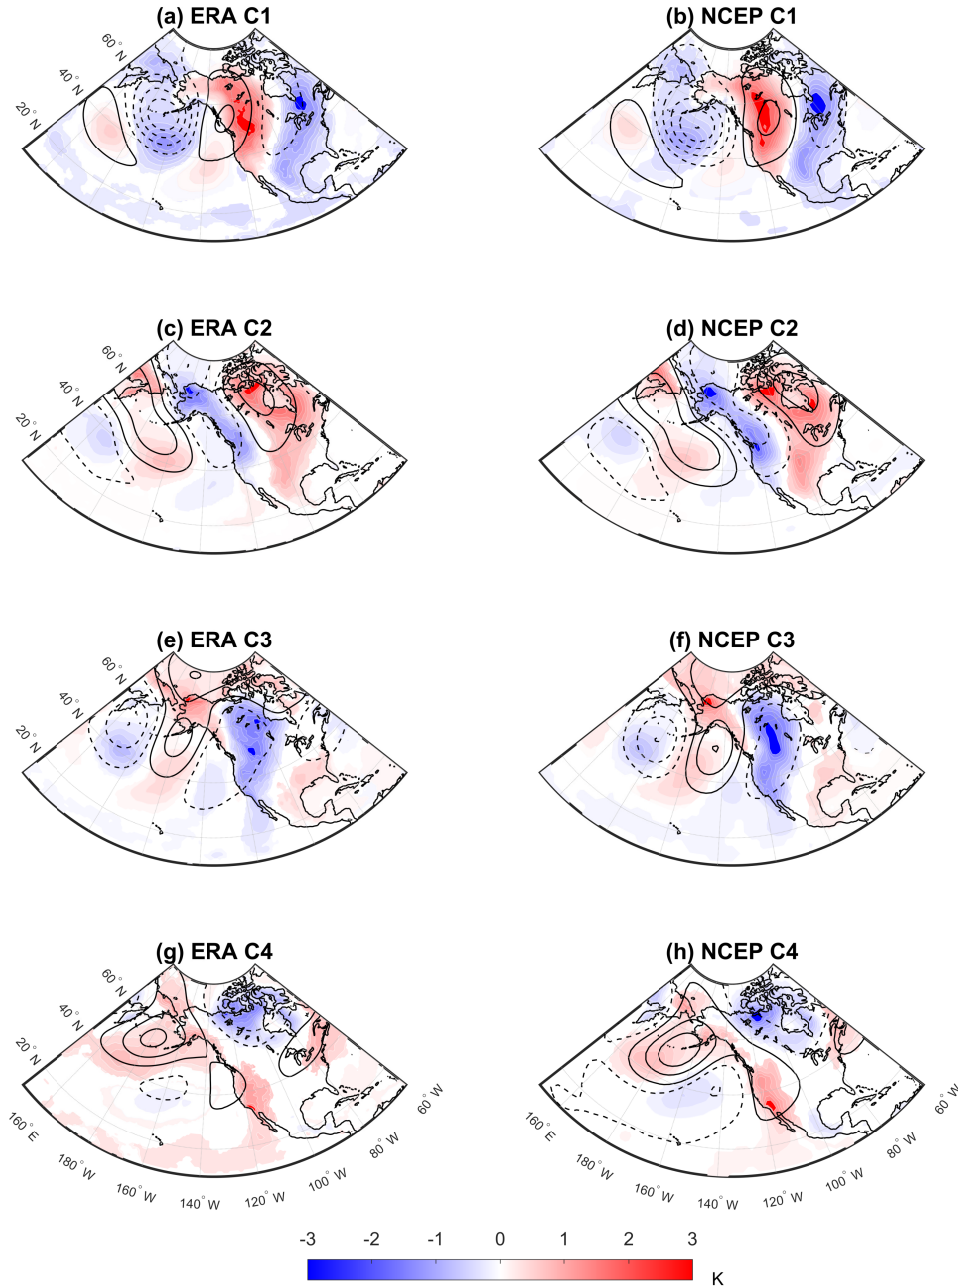 (a) ERA C1
(b) NCEP C1
60° N
40° N
20° N
(c) ERA C2
(d) NCEP C2
60° N
40° N
20° N
(e) ERA C3
(f) NCEP C3
60° N
40° N
20° N
(g) ERA C4
(h) NCEP C4
60° N
40° N
20° N
160° E
180° W
160° W
140° W
120° W
100° W
80° W
60° W
160° E
180° W
160° W
140° W
120° W
100° W
80° W
60° W
-3 -2 -1 0 1 2 3
K